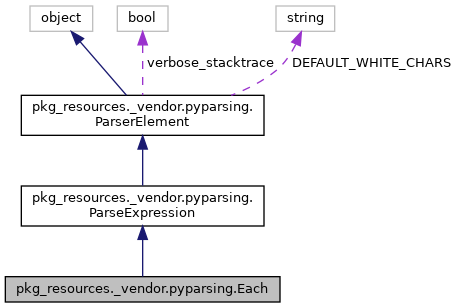 object
bool
string
verbose_stacktrace
DEFAULT_WHITE_CHARS
pkg_resources._vendor.pyparsing.
ParserElement
pkg_resources._vendor.pyparsing.
ParseExpression
pkg_resources._vendor.pyparsing.Each